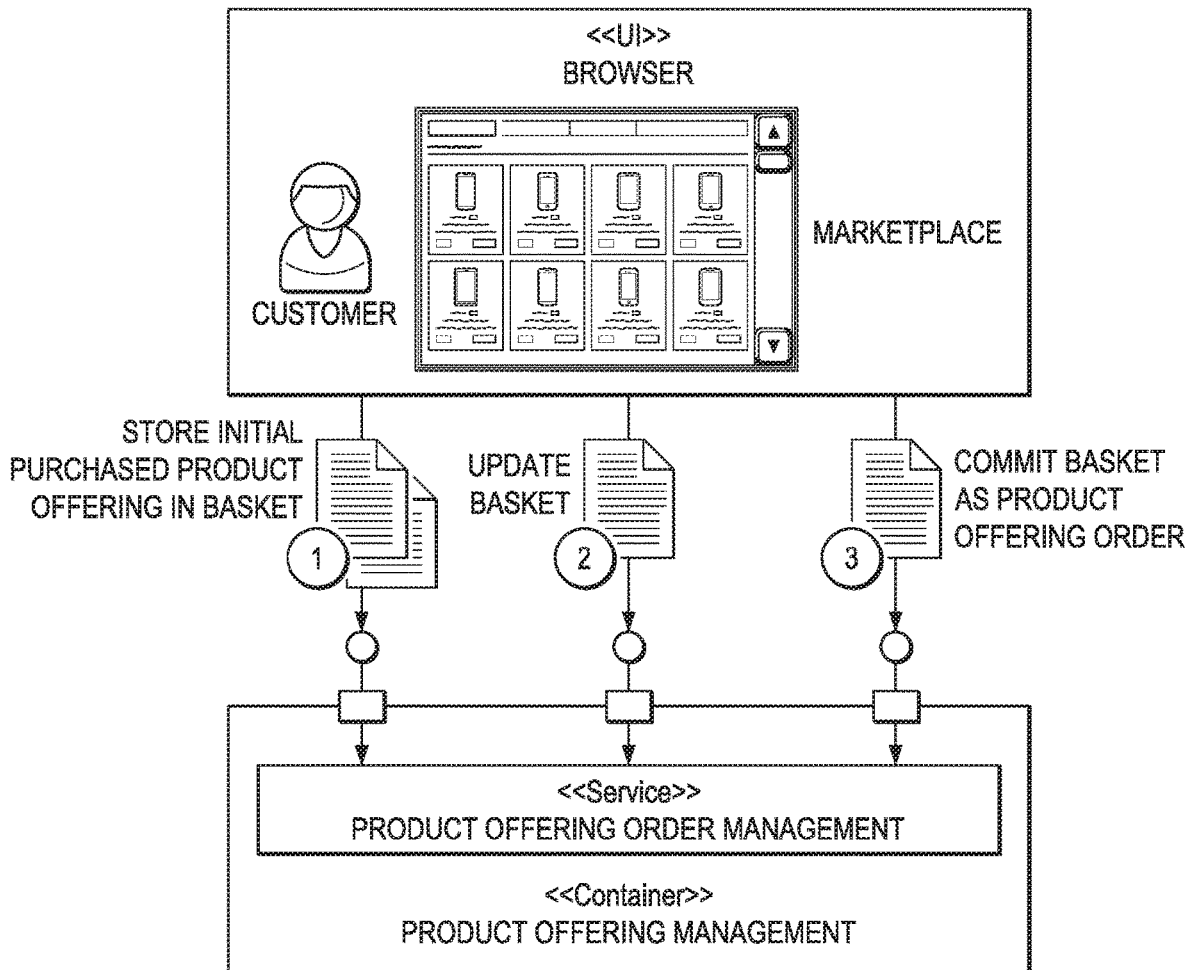 <<UI>>
BROWSER
MARKETPLACE
CUSTOMER
STORE INITIAL
PURCHASED PRODUCT
OFFERING IN BASKET
1
UPDATE
BASKET
2
COMMIT BASKET
AS PRODUCT
OFFERING ORDER
3
<<Service>>
PRODUCT OFFERING ORDER MANAGEMENT
<<Container>>
PRODUCT OFFERING MANAGEMENT